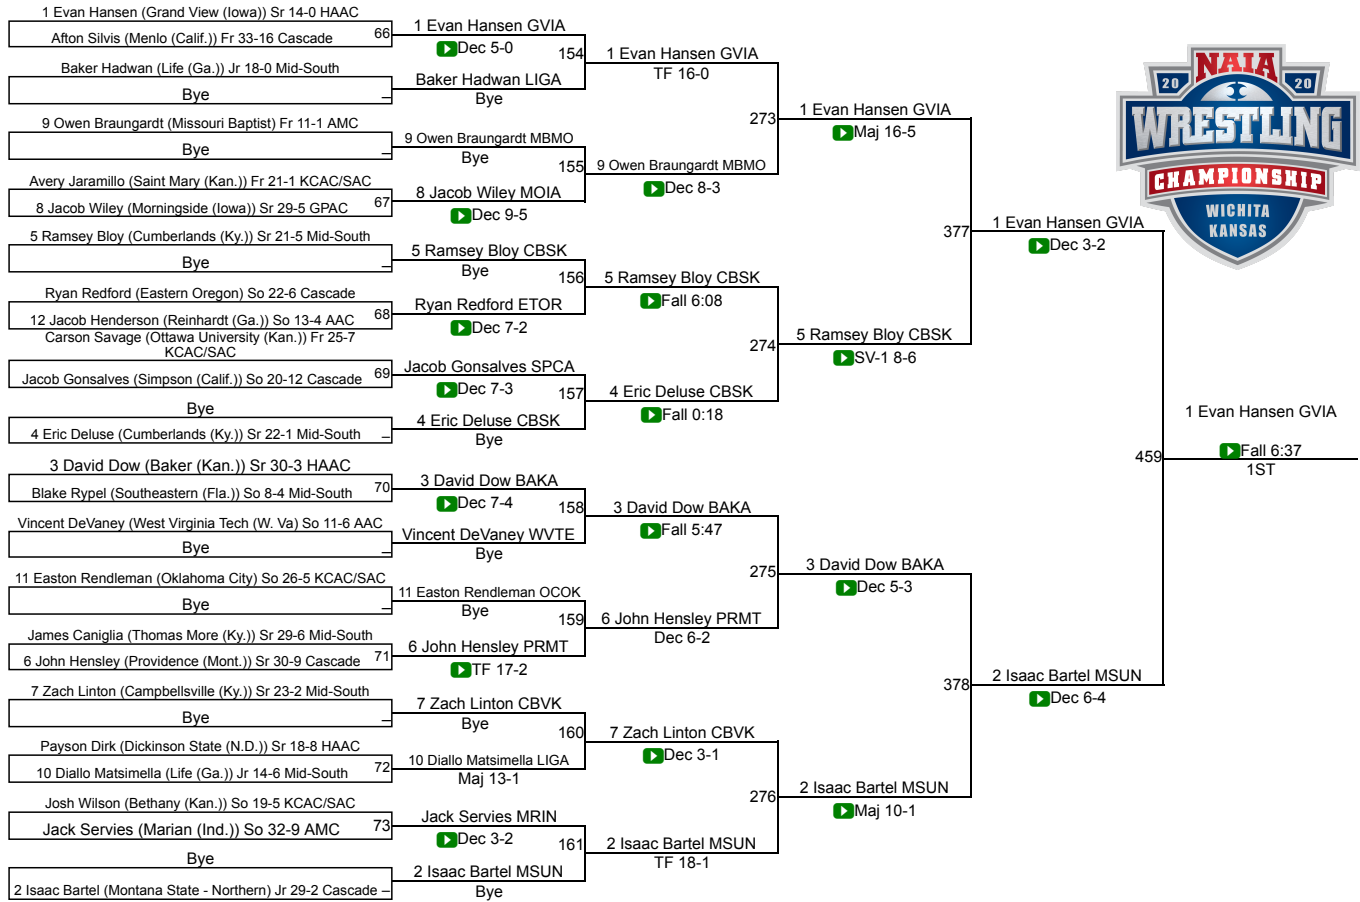 1 Evan Hansen (Grand View (Iowa)) Sr 14-0 HAAC
Afton Silvis (Menlo (Calif.)) Fr 33-16 Cascade
66
Baker Hadwan (Life (Ga.)) Jr 18-0 Mid-South
Bye
9 Owen Braungardt (Missouri Baptist) Fr 11-1 AMC
Bye
Avery Jaramillo (Saint Mary (Kan.)) Fr 21-1 KCAC/SAC
8 Jacob Wiley (Morningside (Iowa)) Sr 29-5 GPAC
67
5 Ramsey Bloy (Cumberlands (Ky.)) Sr 21-5 Mid-South
Bye
Ryan Redford (Eastern Oregon) So 22-6 Cascade
12 Jacob Henderson (Reinhardt (Ga.)) So 13-4 AAC
68
Carson Savage (Ottawa University (Kan.)) Fr 25-7
KCAC/SAC
Jacob Gonsalves (Simpson (Calif.)) So 20-12 Cascade
69
Bye
4 Eric Deluse (Cumberlands (Ky.)) Sr 22-1 Mid-South
3 David Dow (Baker (Kan.)) Sr 30-3 HAAC
Blake Rypel (Southeastern (Fla.)) So 8-4 Mid-South
70
Vincent DeVaney (West Virginia Tech (W. Va) So 11-6 AAC
Bye
11 Easton Rendleman (Oklahoma City) So 26-5 KCAC/SAC
Bye
James Caniglia (Thomas More (Ky.)) Sr 29-6 Mid-South
6 John Hensley (Providence (Mont.)) Sr 30-9 Cascade
71
7 Zach Linton (Campbellsville (Ky.)) Sr 23-2 Mid-South
Bye
Payson Dirk (Dickinson State (N.D.)) Sr 18-8 HAAC
10 Diallo Matsimella (Life (Ga.)) Jr 14-6 Mid-South
72
Josh Wilson (Bethany (Kan.)) So 19-5 KCAC/SAC
Jack Servies (Marian (Ind.)) So 32-9 AMC
73
Bye
2 Isaac Bartel (Montana State - Northern) Jr 29-2 Cascade
1 Evan Hansen GVIA
Dec 5-0
154
Baker Hadwan LIGA
Bye
9 Owen Braungardt MBMO
Bye
155
8 Jacob Wiley MOIA
Dec 9-5
5 Ramsey Bloy CBSK
Bye
156
Ryan Redford ETOR
Dec 7-2
Jacob Gonsalves SPCA
Dec 7-3
157
4 Eric Deluse CBSK
Bye
3 David Dow BAKA
Dec 7-4
158
Vincent DeVaney WVTE
Bye
11 Easton Rendleman OCOK
Bye
159
6 John Hensley PRMT
TF 17-2
7 Zach Linton CBVK
Bye
160
10 Diallo Matsimella LIGA
Maj 13-1
Jack Servies MRIN
Dec 3-2
161
2 Isaac Bartel MSUN
Bye
1 Evan Hansen GVIA
TF 16-0
273
9 Owen Braungardt MBMO
Dec 8-3
5 Ramsey Bloy CBSK
Fall 6:08
274
4 Eric Deluse CBSK
Fall 0:18
3 David Dow BAKA
Fall 5:47
275
6 John Hensley PRMT
Dec 6-2
7 Zach Linton CBVK
Dec 3-1
276
2 Isaac Bartel MSUN
TF 18-1
1 Evan Hansen GVIA
Maj 16-5
377
5 Ramsey Bloy CBSK
SV-1 8-6
3 David Dow BAKA
Dec 5-3
378
2 Isaac Bartel MSUN
Maj 10-1
1 Evan Hansen GVIA
Dec 3-2
459
2 Isaac Bartel MSUN
Dec 6-4
1 Evan Hansen GVIA
Fall 6:37
1ST
NAIA
20 20
WRESTLING
CHAMPIONSHIP
WICHITA
KANSAS